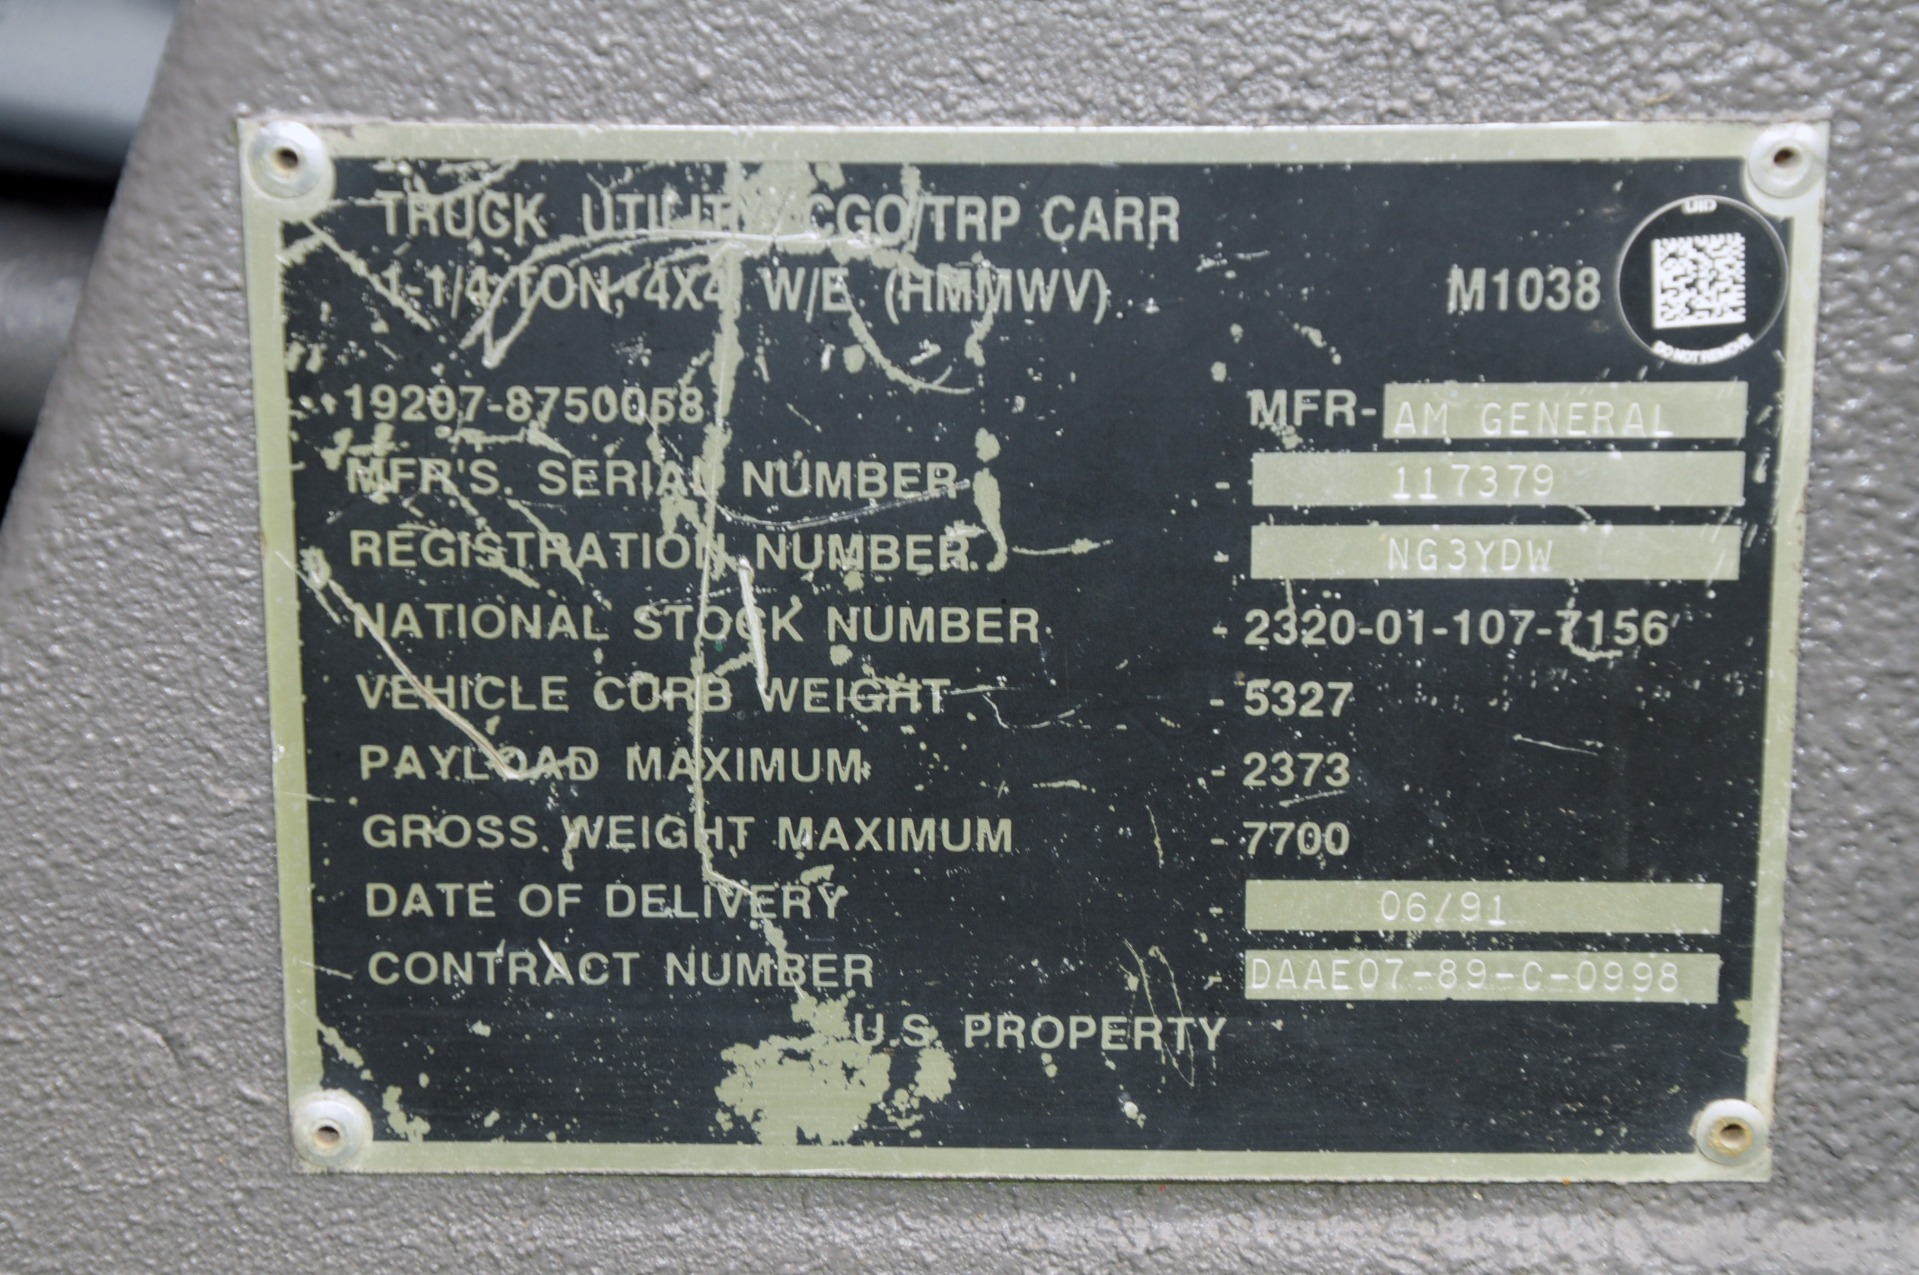 TRUCK UTILITY, CGO/TRP CARR
1-1/4 TON, 4X4 W/E (HMMWV) M1038
UID
DO NOT REMOVE
19207-8750058 MFR- AM GENERAL
MFR'S. SERIAL NUMBER - 117379
REGISTRATION NUMBER - NG3YDW
NATIONAL STOCK NUMBER - 2320-01-107-7156
VEHICLE CURB WEIGHT - 5327
PAYLOAD MAXIMUM - 2373
GROSS WEIGHT MAXIMUM - 7700
DATE OF DELIVERY - 06/91
CONTRACT NUMBER - DAAE07-89-C-0998
U.S. PROPERTY